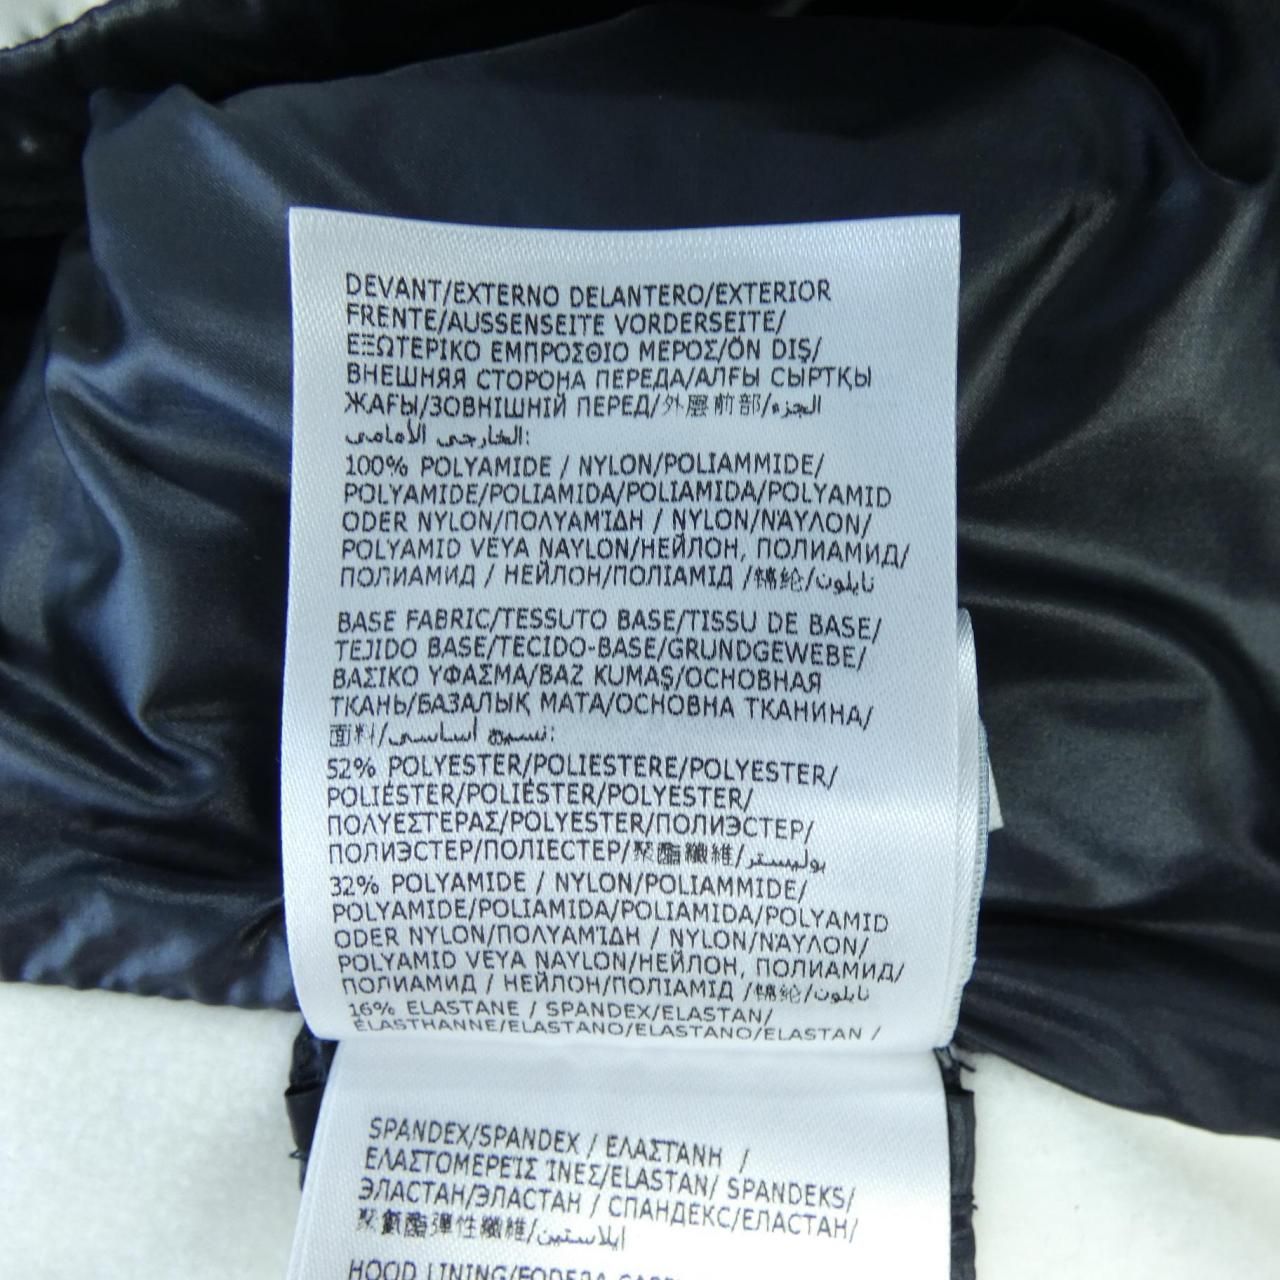 DEVANT/EXTERNO DELANTERO/EXTERIOR
FRENTE/AUSSENSEITE VORDERSEITE/
ΕΞΩΤΕΡΙΚΟ ΕΜΠΡΟΣΘΙΟ ΜΕΡΟΣ/ÖN DIŞ/
ВНЕШНЯЯ СТОРОНА ПЕРЕДА/АЛҒЫ СЫРТҚЫ
ЖАҒЫ/ЗОВНІШНІЙ ПЕРЕД/外层前部/الجزء
الخارجي الأمامي:
100% POLYAMIDE / NYLON/POLIAMMIDE/
POLYAMIDE/POLIAMIDA/POLIAMIDA/POLYAMID
ODER NYLON/ΠΟΛΥΑΜΊΔΗ / NYLON/ΝΆΥΛΟΝ/
POLYAMID VEYA NAYLON/НЕЙЛОН, ПОЛИАМИД/
ПОЛИАМИД / НЕЙЛОН/ПОЛІАМІД /锦纶/نايلون
BASE FABRIC/TESSUTO BASE/TISSU DE BASE/
TEJIDO BASE/TECIDO-BASE/GRUNDGEWEBE/
ΒΑΣΙΚΟ ΥΦΑΣΜΑ/BAZ KUMAŞ/ОСНОВНАЯ
ТКАНЬ/БАЗАЛЫҚ МАТА/ОСНОВНА ТКАНИНА/
面料/نسيج أساسي:
52% POLYESTER/POLIESTERE/POLYESTER/
POLIÉSTER/POLIÉSTER/POLYESTER/
ΠΟΛΥΕΣΤΕΡΑΣ/POLYESTER/ПОЛИЭСТЕР/
ПОЛИЭСТЕР/ПОЛІЕСТЕР/聚酯纖維/بوليستر
32% POLYAMIDE / NYLON/POLIAMMIDE/
POLYAMIDE/POLIAMIDA/POLIAMIDA/POLYAMID
ODER NYLON/ΠΟΛΥΑΜΊΔΗ / NYLON/ΝΆΥΛΟΝ/
POLYAMID VEYA NAYLON/НЕЙЛОН, ПОЛИАМИД/
ПОЛИАМИД / НЕЙЛОН/ПОЛІАМІД /锦纶/نايلون
16% ELASTANE / SPANDEX/ELASTAN/
ÉLASTHANNE/ELASTANO/ELASTANO/ELASTAN /
SPANDEX/SPANDEX / ΕΛΑΣΤΑΝΗ /
ΕΛΑΣΤΟΜΕΡΕΊΣ ΊΝΕΣ/ELASTAN/ SPANDEKS/
ЭЛАСТАН/ЭЛАСТАН / СПАНДЕКС/ЕЛАСТАН/
聚氨酯彈性纖維/ايلاستين
HOOD LINING/FODERA